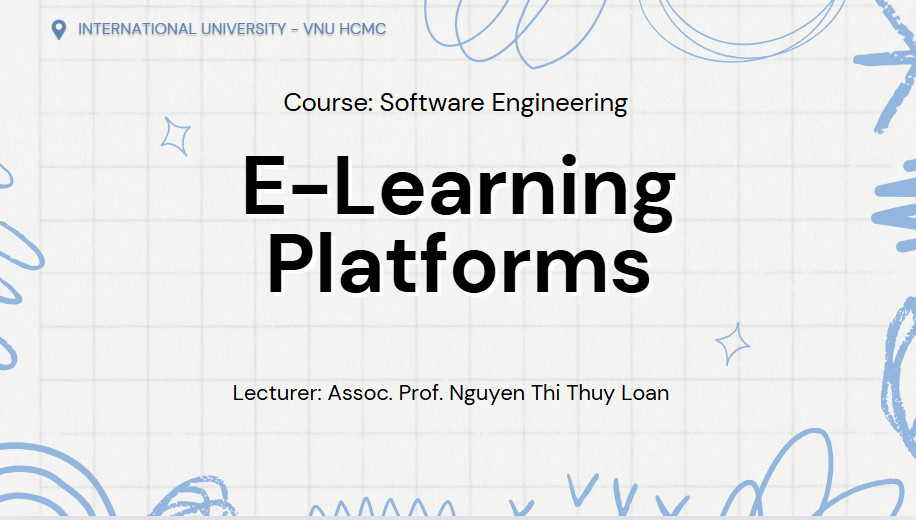 INTERNATIONAL UNIVERSITY - VNU HCMC
Course: Software Engineering
E-Learning
Platforms
Lecturer: Assoc. Prof. Nguyen Thi Thuy Loan